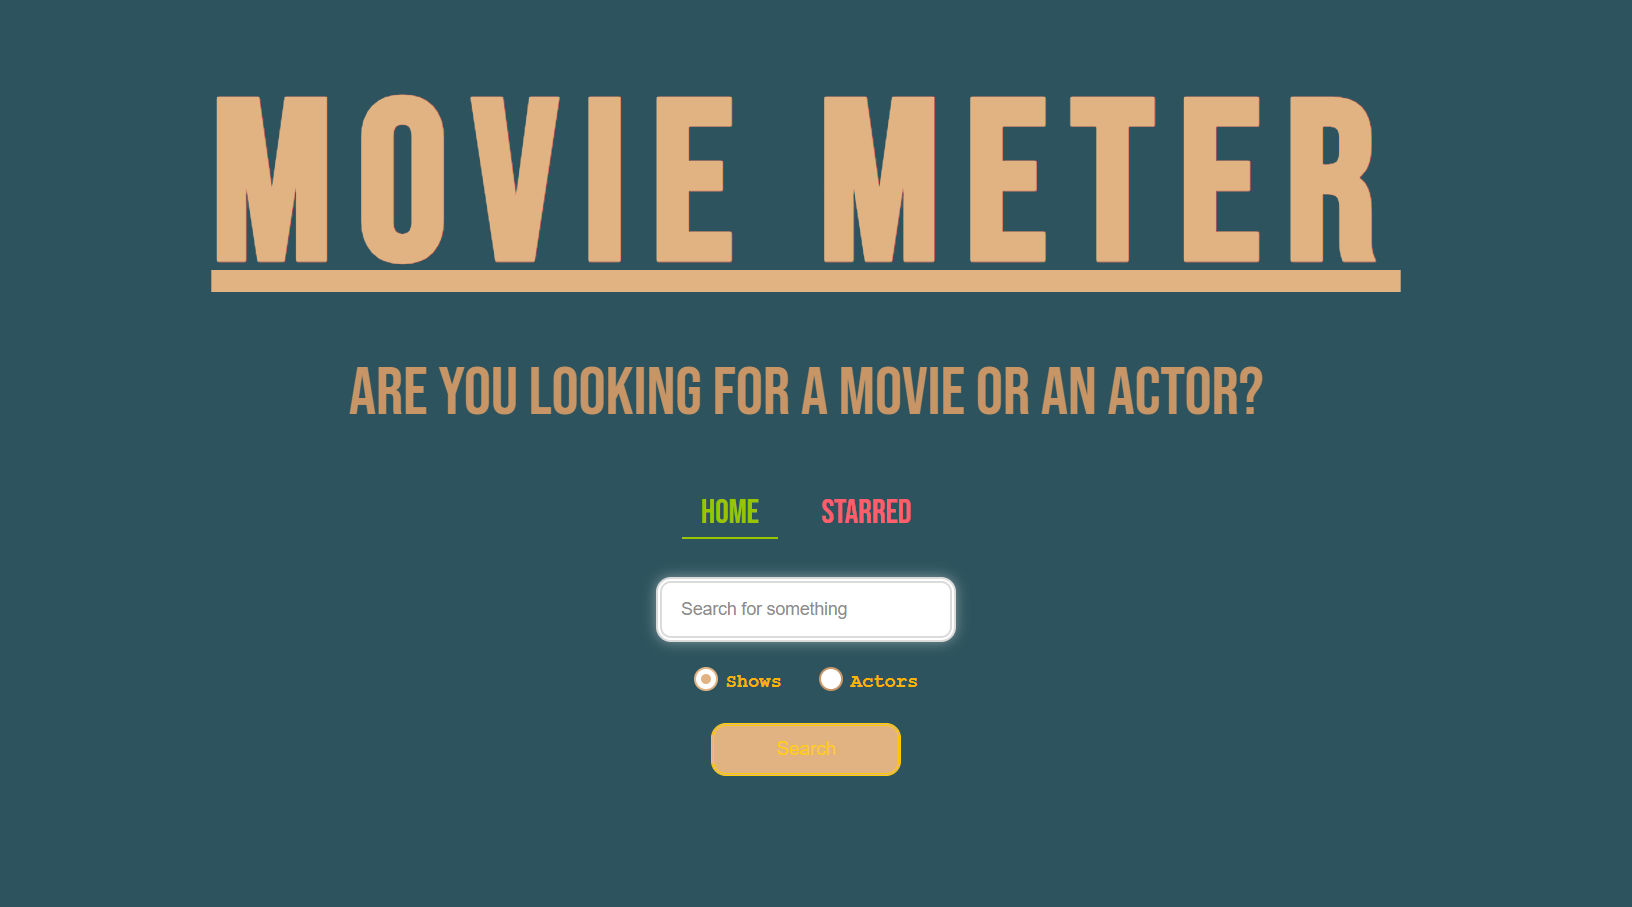 MOVIE METER
ARE YOU LOOKING FOR A MOVIE OR AN ACTOR?
HOME STARRED
Search for something
Shows Actors
Search